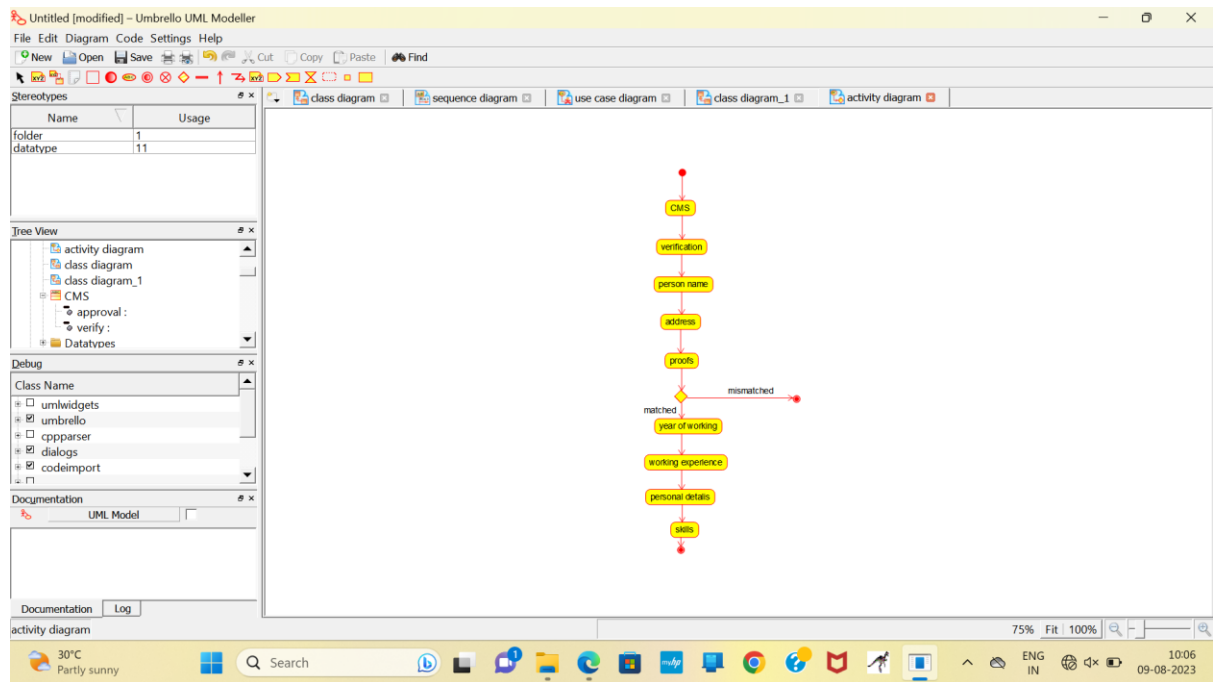 Untitled [modified] – Umbrello UML Modeller
File Edit Diagram Code Settings Help
New Open Save Cut Copy Paste Find
Stereotypes
Name Usage
folder 1
datatype 11
Tree View
activity diagram
class diagram
class diagram_1
CMS
approval :
verify :
Datatypes
Debug
Class Name
umlwidgets
umbrello
cppparser
dialogs
codeimport
Documentation
UML Model
Documentation Log
class diagram sequence diagram use case diagram class diagram_1 activity diagram
CMS
verification
person name
address
proofs
mismatched
matched
year of working
working experience
personal details
skills
activity diagram
75% Fit 100%
30°C
Partly sunny
Search
ENG
IN
10:06
09-08-2023